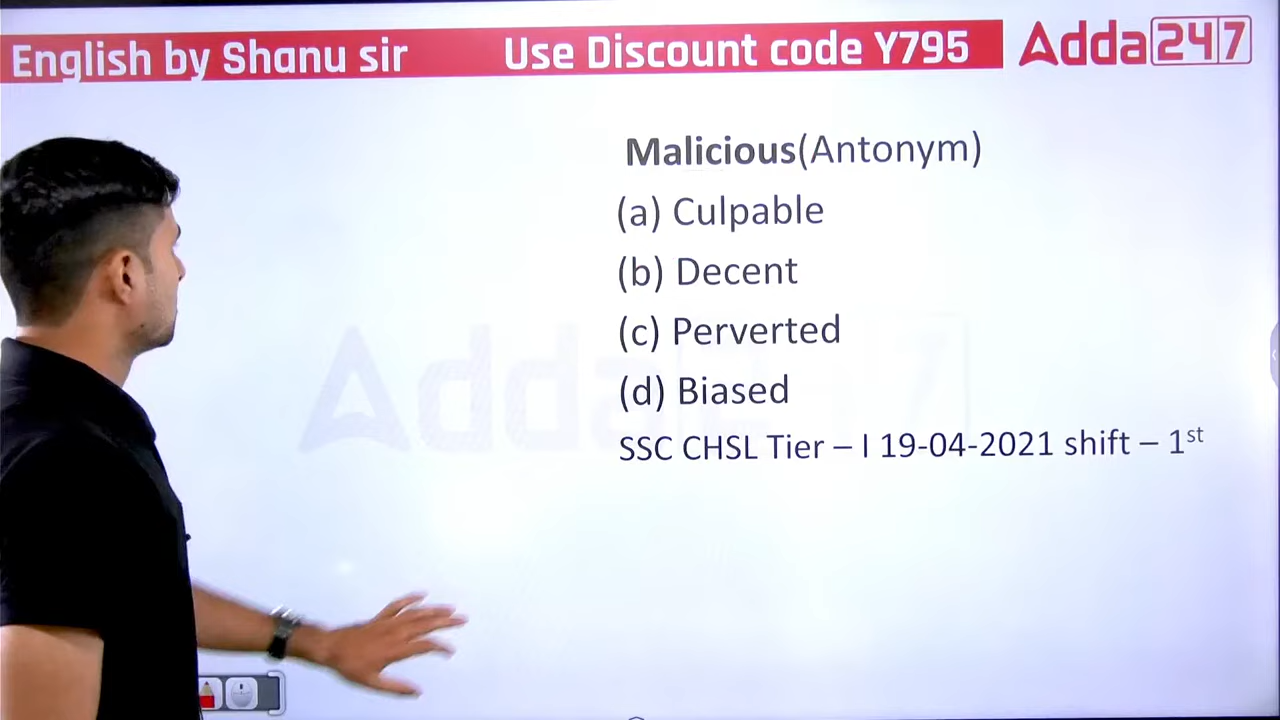 English by Shanu sir Use Discount code Y795 Adda247
Malicious(Antonym)
(a) Culpable
(b) Decent
(c) Perverted
(d) Biased
SSC CHSL Tier – I 19-04-2021 shift – 1st
Adda247